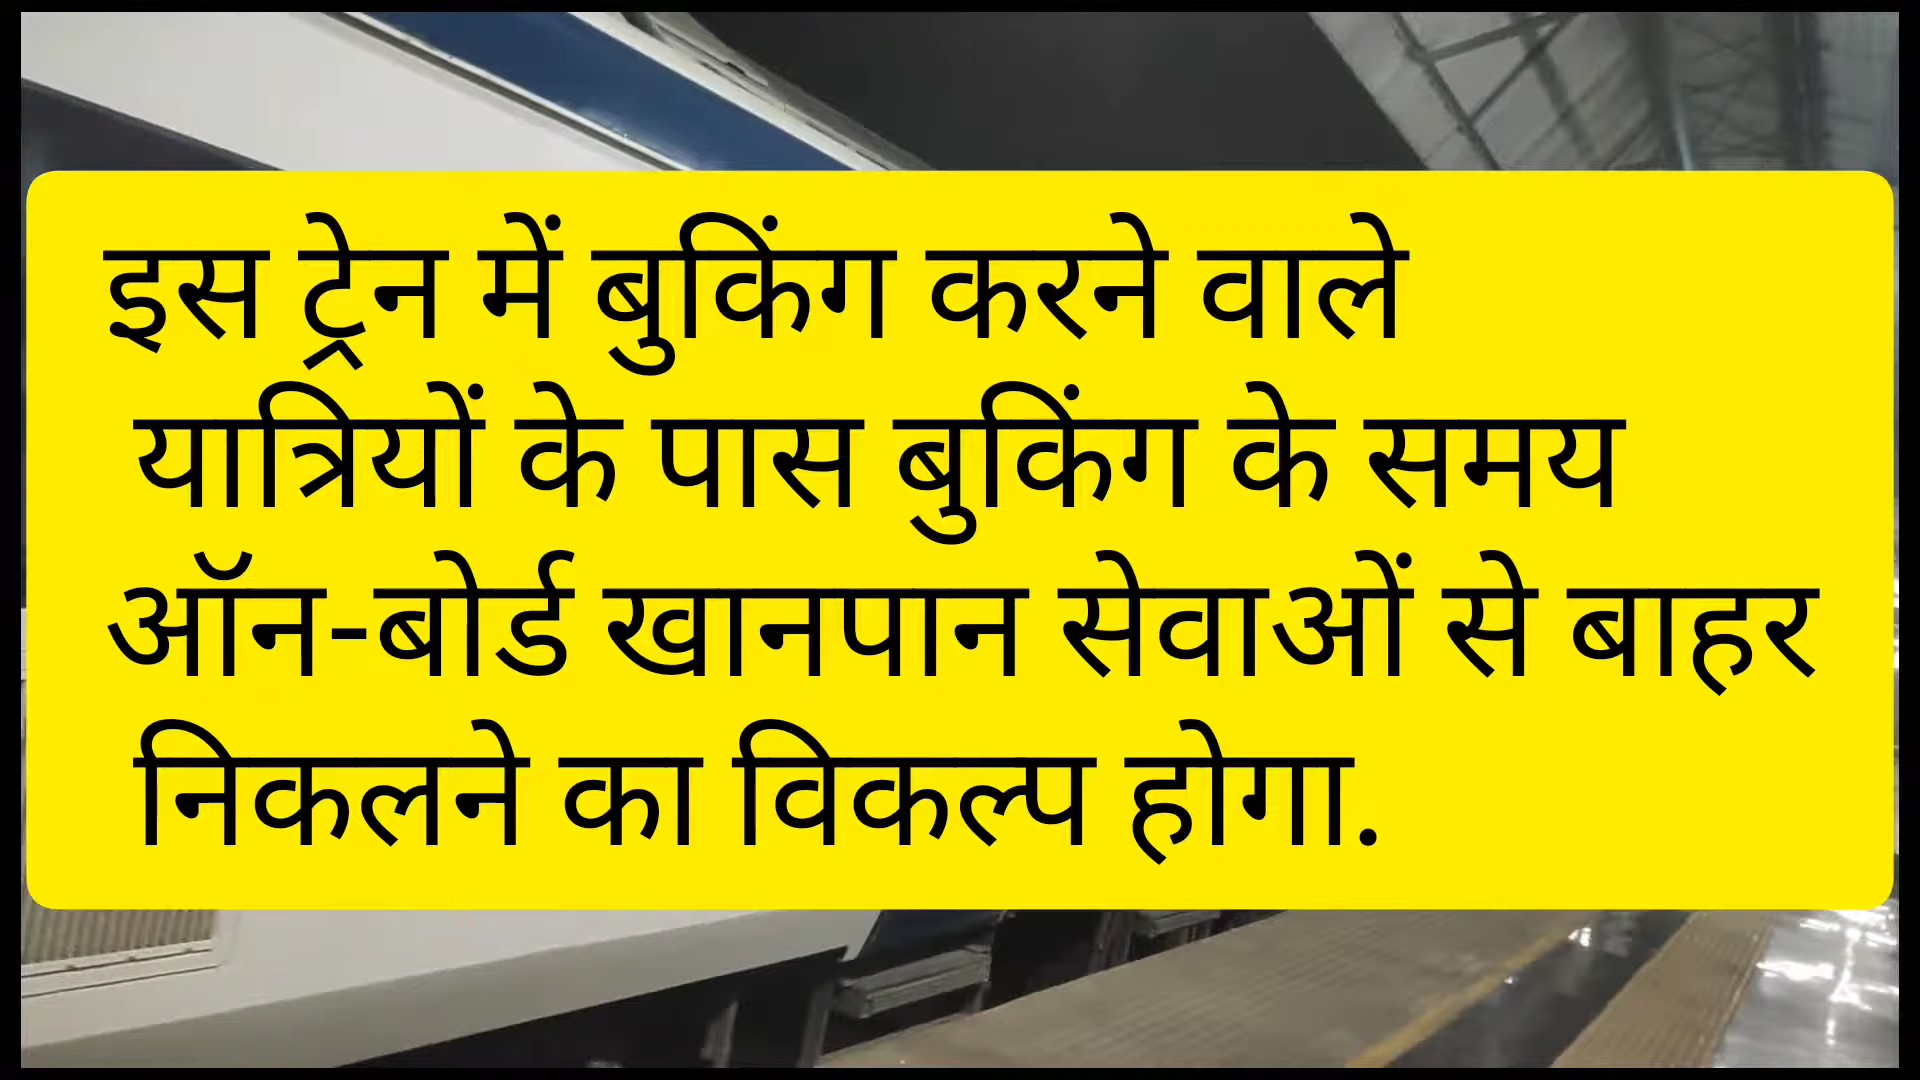 इस ट्रेन में बुकिंग करने वाले
यात्रियों के पास बुकिंग के समय
ऑन-बोर्ड खानपान सेवाओं से बाहर
निकलने का विकल्प होगा.